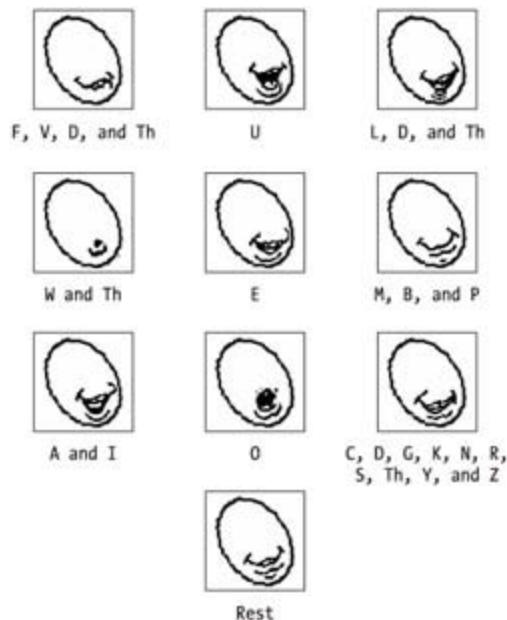 F, V, D, and Th
U
L, D, and Th
W and Th
E
M, B, and P
A and I
O
C, D, G, K, N, R,
S, Th, Y, and Z
Rest